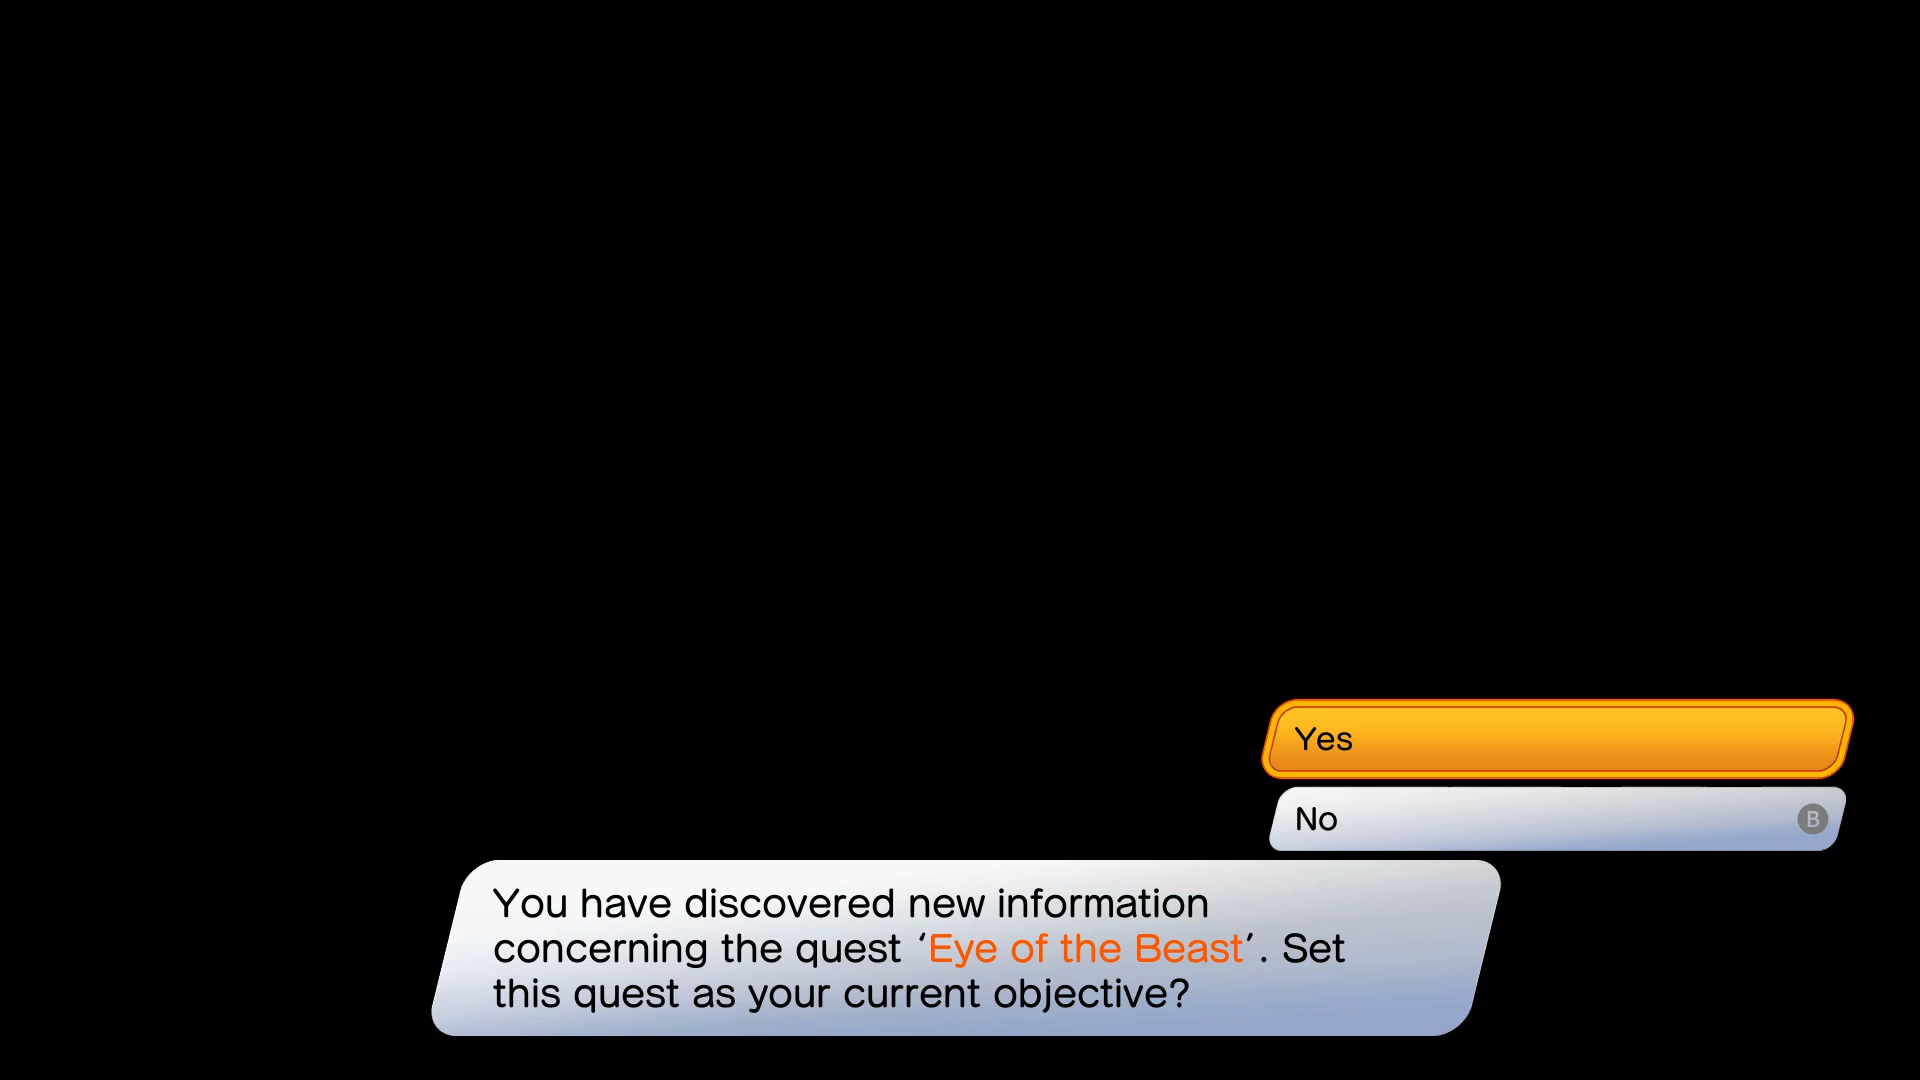 Yes
No
B
You have discovered new information
concerning the quest ‘Eye of the Beast’. Set
this quest as your current objective?